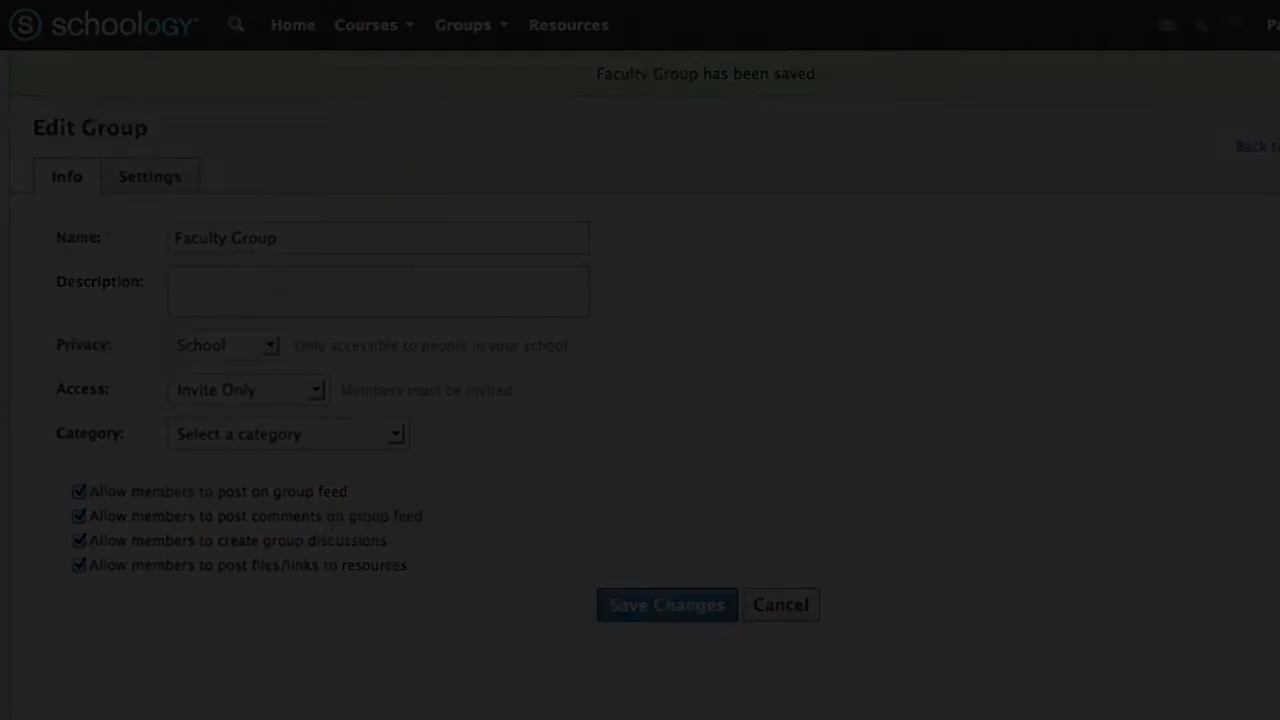 S schoology
Home Courses Groups Resources
Faculty Group has been saved
Edit Group
Back
Info Settings
Name: * Faculty Group
Description:
Privacy: School Only accessible to people in your school
Access: Invite Only Members must be invited
Category: Select a category
Allow members to post on group feed
Allow members to post comments on group feed
Allow members to create group discussions
Allow members to post files/links to resources
Save Changes Cancel